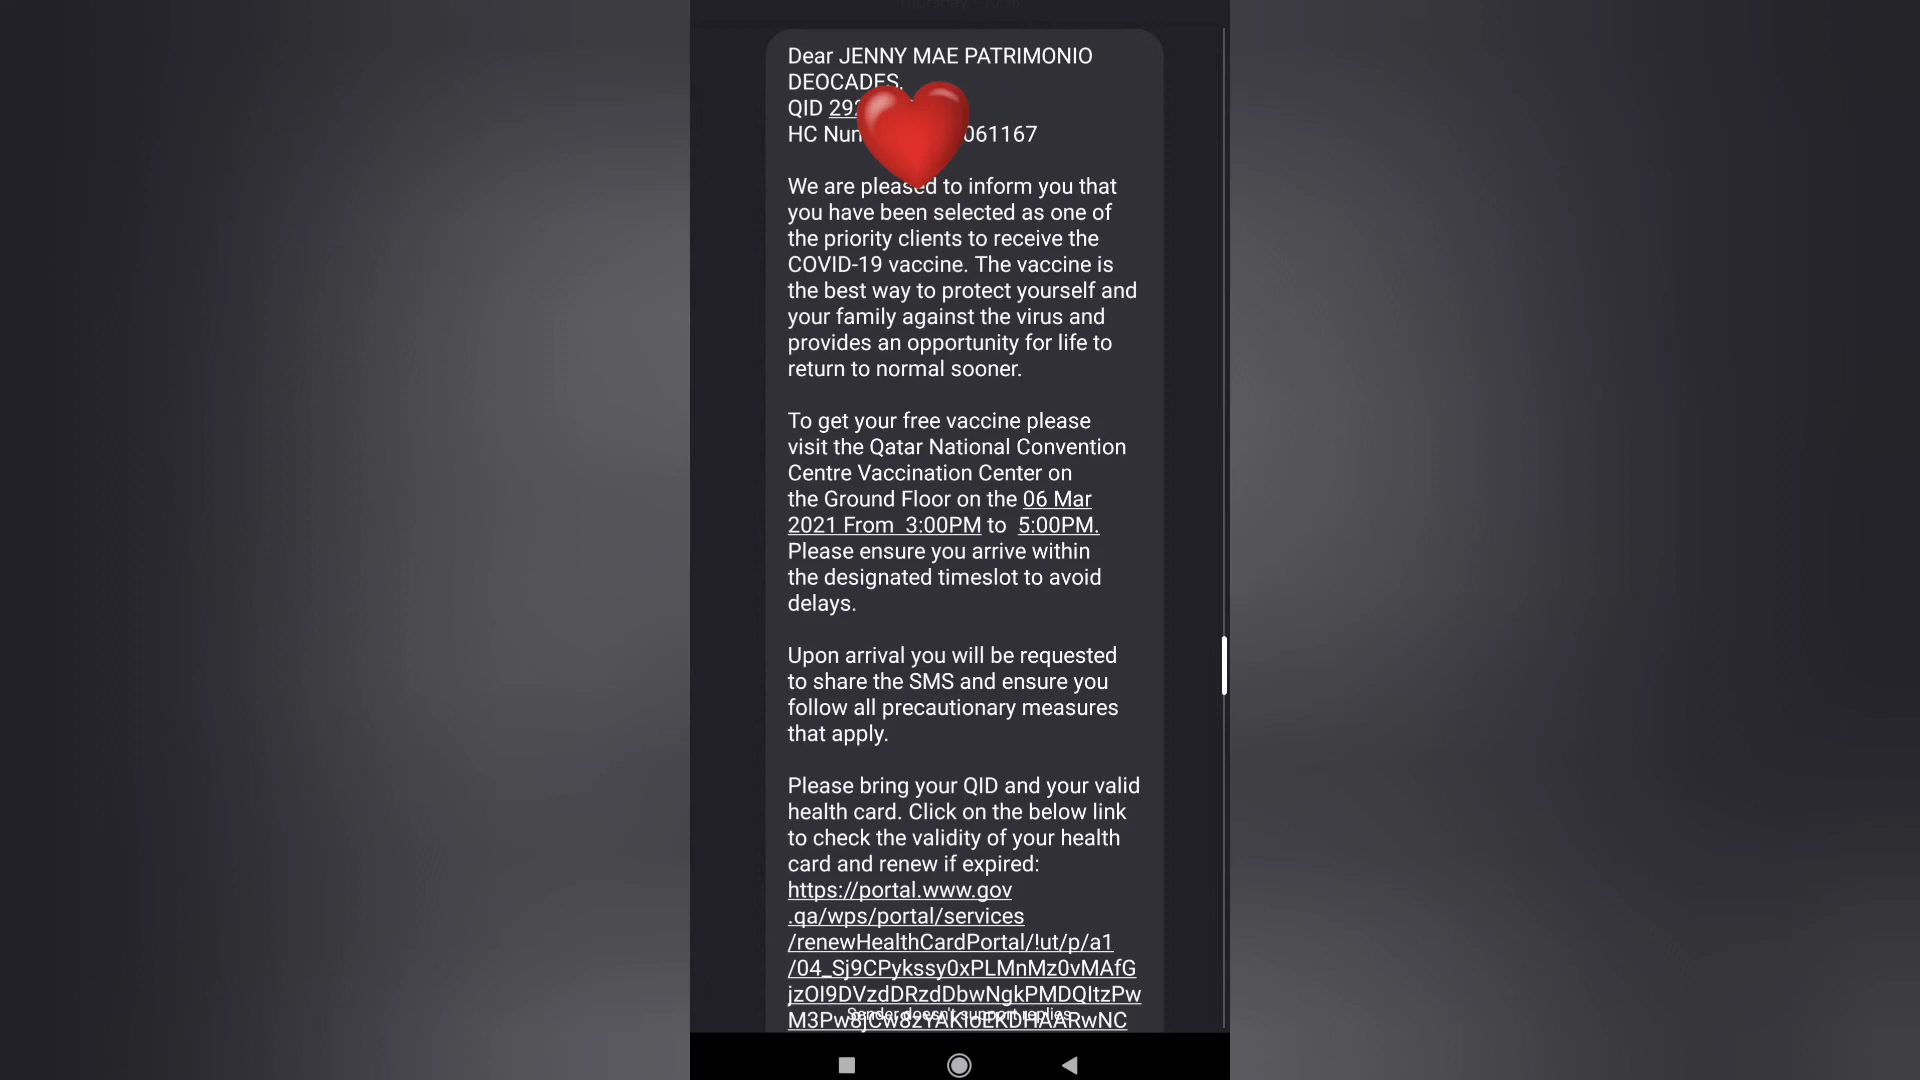 Dear JENNY MAE PATRIMONIO
DEOCADES,
QID 29
HC Nu 061167
We are pleased to inform you that
you have been selected as one of
the priority clients to receive the
COVID-19 vaccine. The vaccine is
the best way to protect yourself and
your family against the virus and
provides an opportunity for life to
return to normal sooner.
To get your free vaccine please
visit the Qatar National Convention
Centre Vaccination Center on
the Ground Floor on the 06 Mar
2021 From 3:00PM to 5:00PM.
Please ensure you arrive within
the designated timeslot to avoid
delays.
Upon arrival you will be requested
to share the SMS and ensure you
follow all precautionary measures
that apply.
Please bring your QID and your valid
health card. Click on the below link
to check the validity of your health
card and renew if expired:
https://portal.www.gov
.qa/wps/portal/services
/renewHealthCardPortal/!ut/p/a1
/04_Sj9CPykssy0xPLMnMz0vMAfG
jzOI9DVzdDRzdDbwNgkPMDQItzPw
Sender doesn't support replies